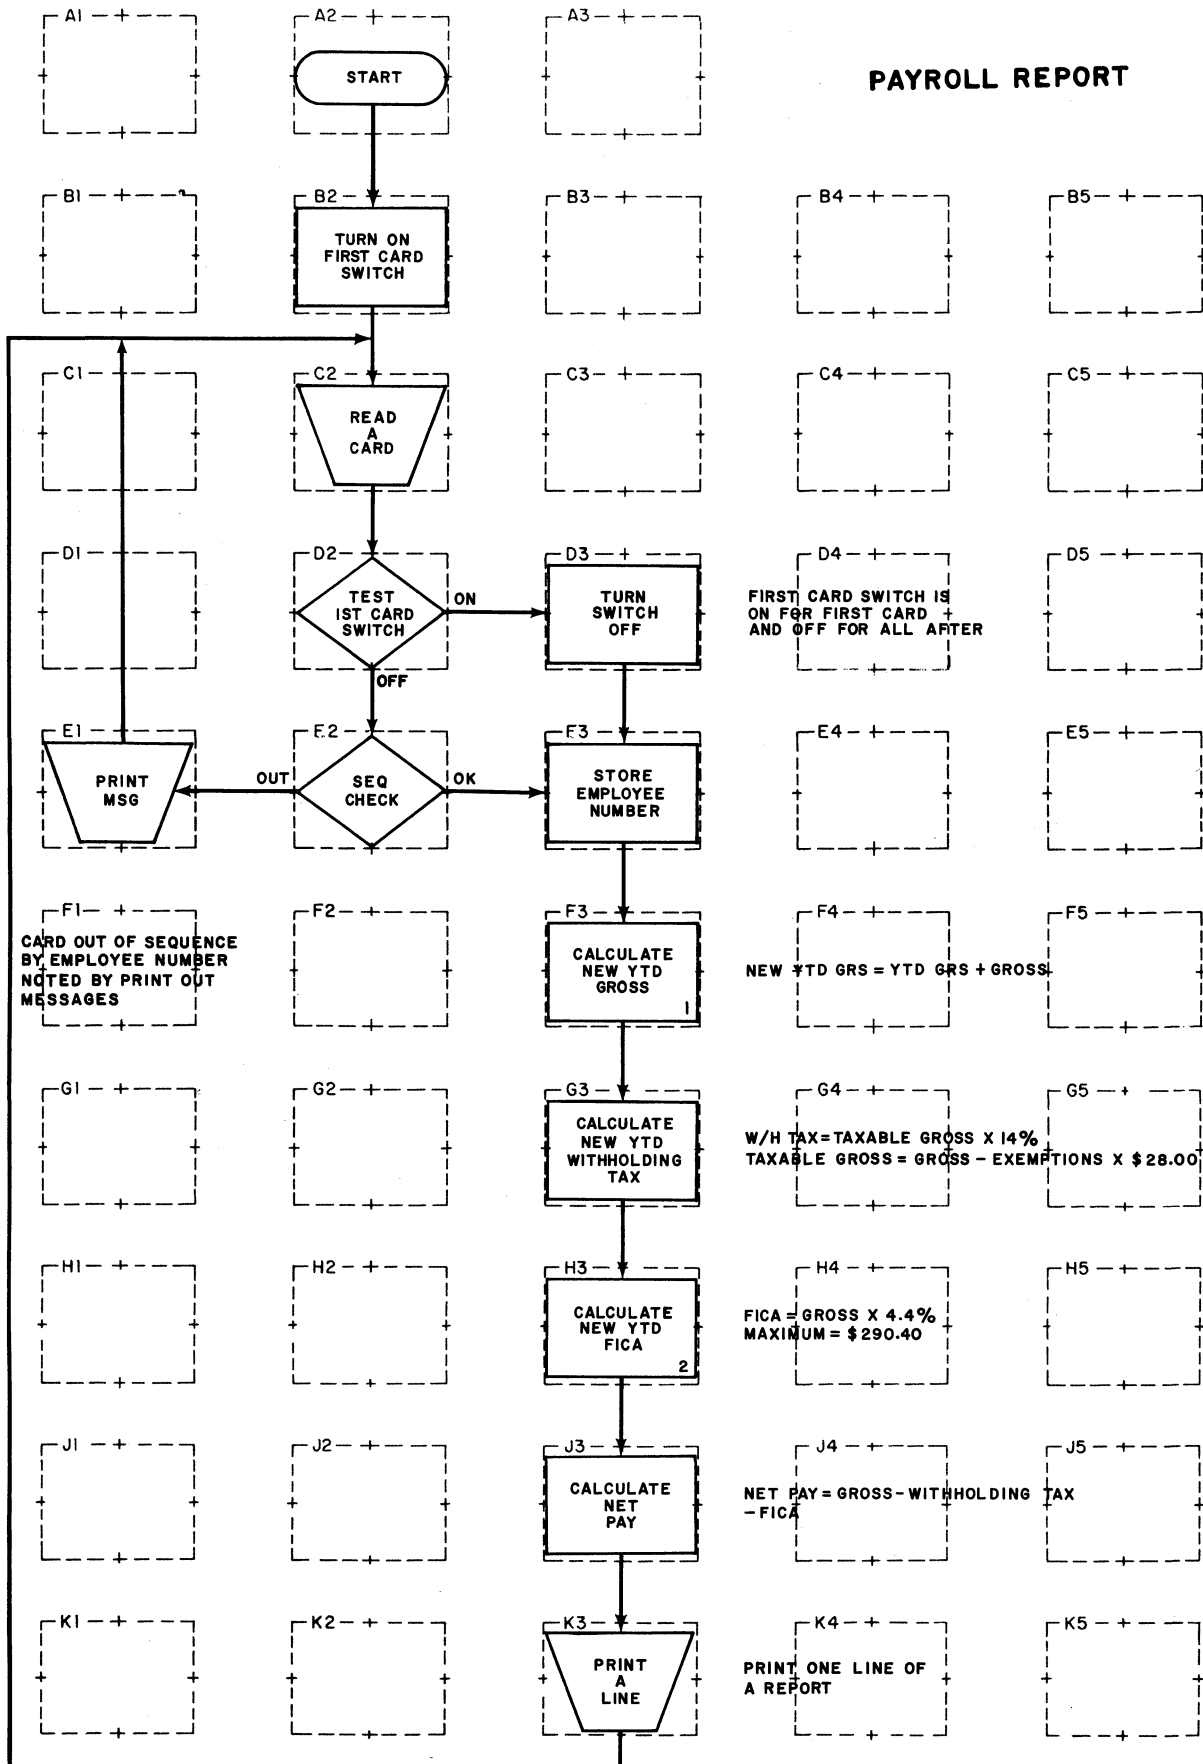 A1
A2
A3
START
PAYROLL REPORT
B1
B2
B3
B4
B5
TURN ON
FIRST CARD
SWITCH
C1
C2
C3
C4
C5
READ
A
CARD
D1
D2
D3
D4
D5
TEST
IST CARD
SWITCH
ON
OFF
TURN
SWITCH
OFF
FIRST CARD SWITCH IS
ON FOR FIRST CARD
AND OFF FOR ALL AFTER
E1
E2
E3
E4
E5
PRINT
MSG
OUT
SEQ
CHECK
OK
STORE
EMPLOYEE
NUMBER
F1
F2
F3
F4
F5
CARD OUT OF SEQUENCE
BY EMPLOYEE NUMBER
NOTED BY PRINT OUT
MESSAGES
CALCULATE
NEW YTD
GROSS
1
NEW YTD GRS = YTD GRS + GROSS
G1
G2
G3
G4
G5
CALCULATE
NEW YTD
WITHHOLDING
TAX
W/H TAX = TAXABLE GROSS X 14%
TAXABLE GROSS = GROSS - EXEMPTIONS X $28.00
H1
H2
H3
H4
H5
CALCULATE
NEW YTD
FICA
2
FICA = GROSS X 4.4%
MAXIMUM = $290.40
J1
J2
J3
J4
J5
CALCULATE
NET
PAY
NET PAY = GROSS - WITHHOLDING TAX
- FICA
K1
K2
K3
K4
K5
PRINT
A
LINE
PRINT ONE LINE OF
A REPORT